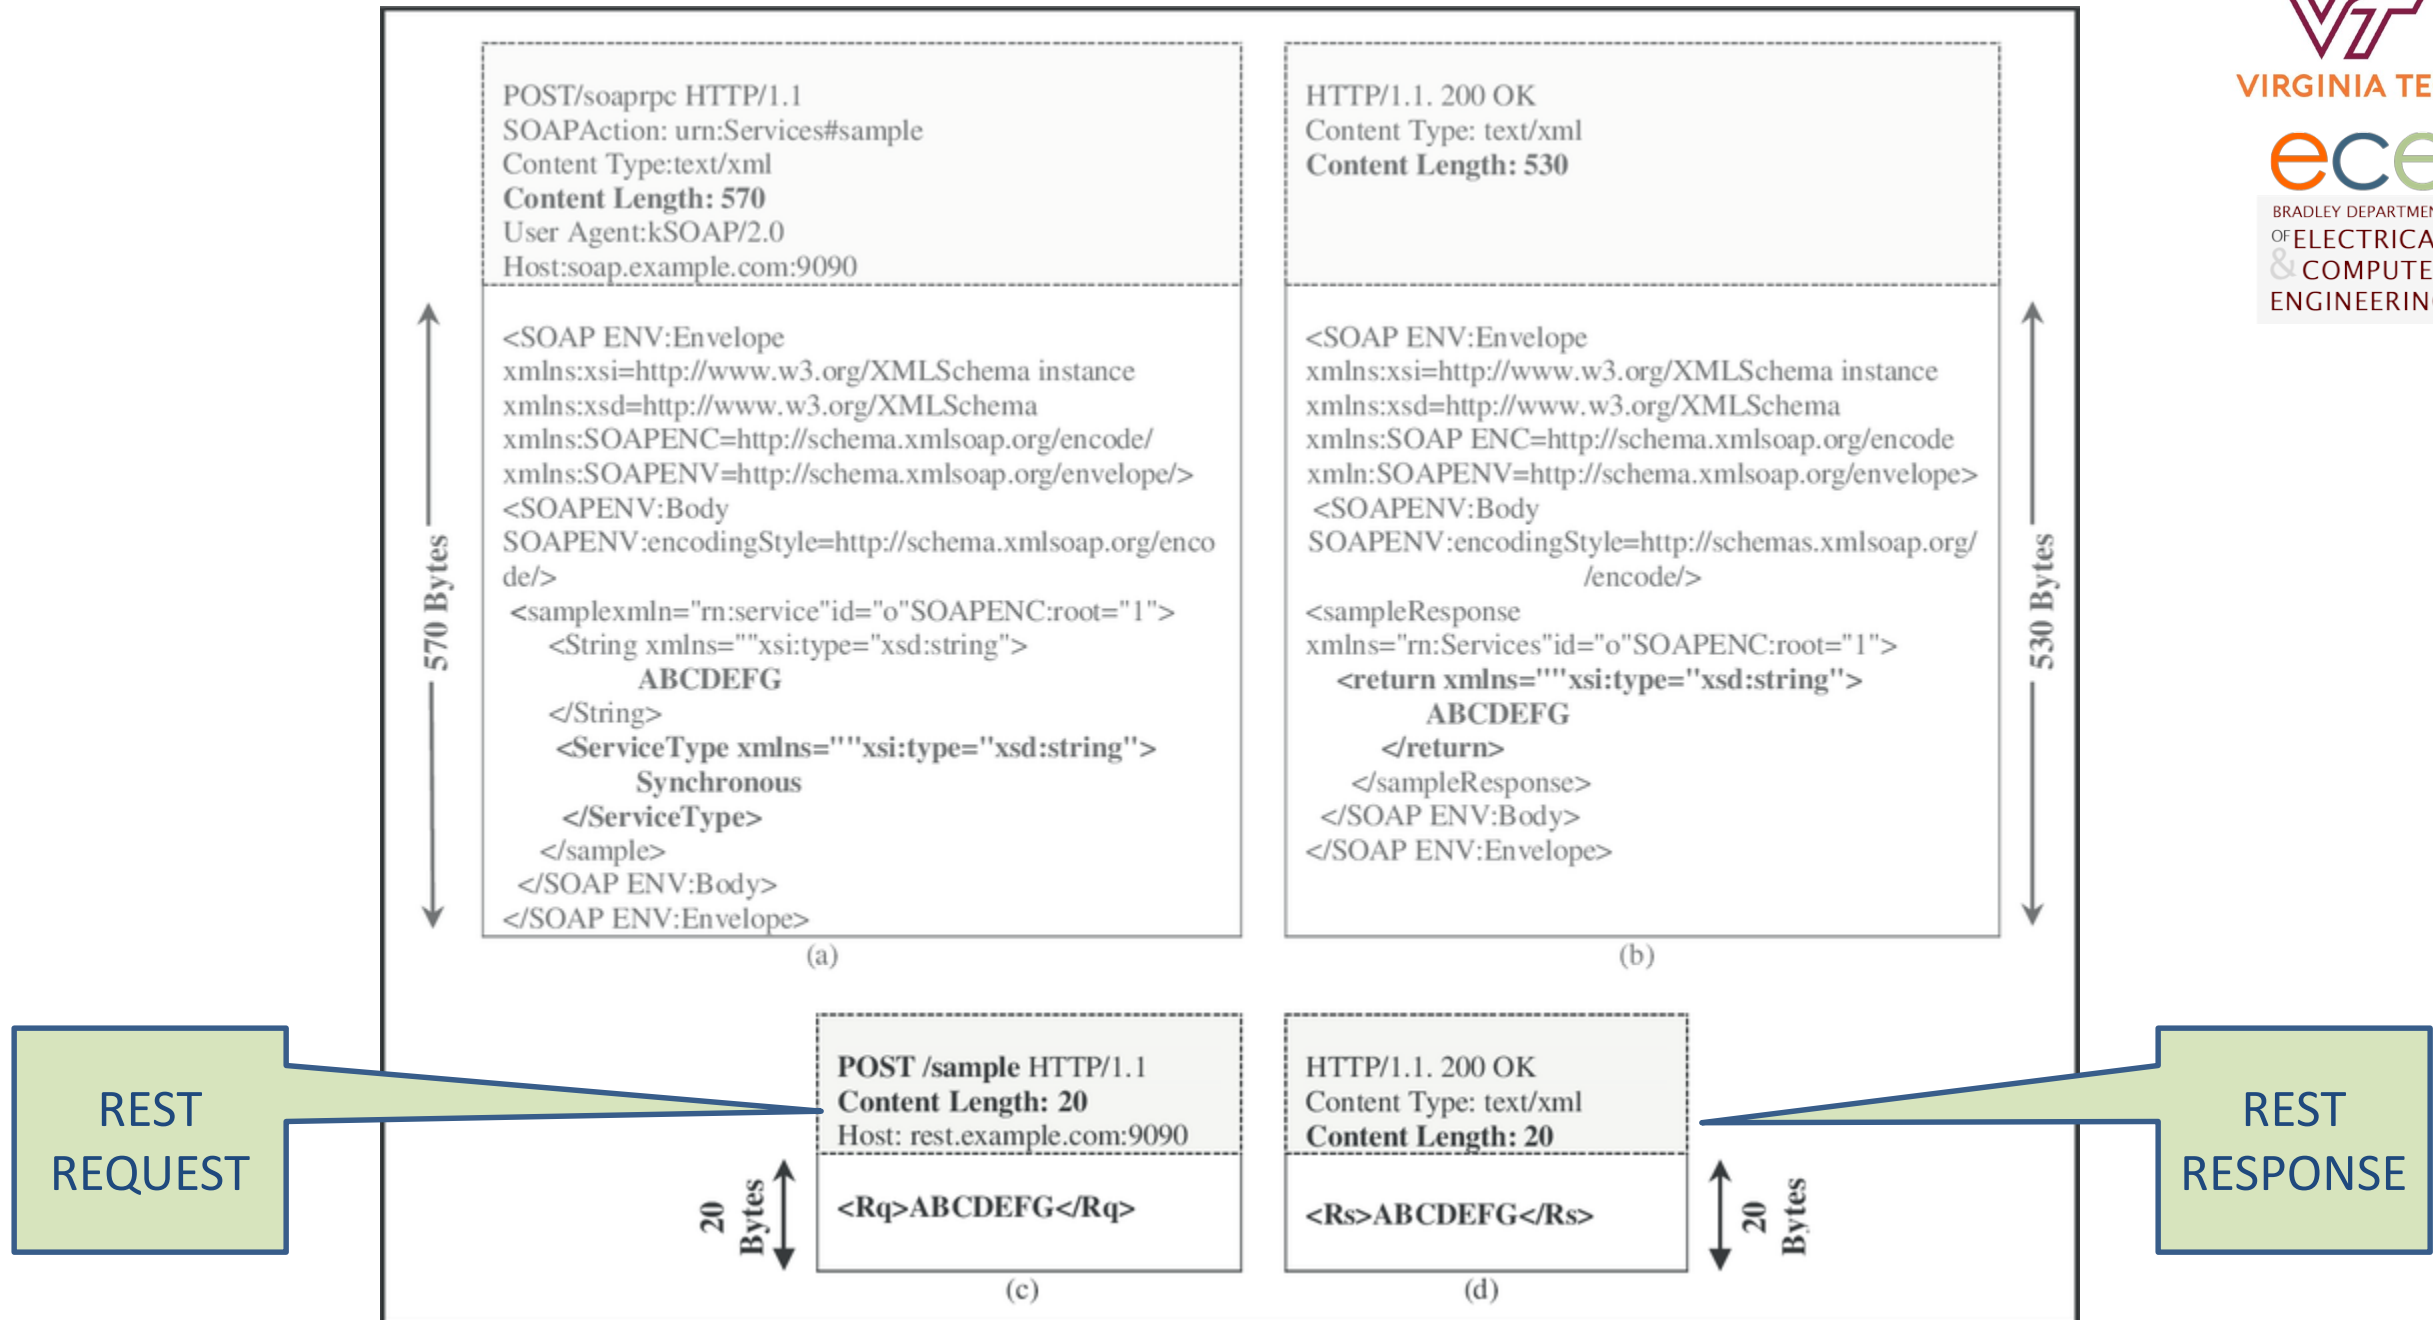 VIRGINIA TE
ece
BRADLEY DEPARTMEN
OF ELECTRICA
& COMPUTE
ENGINEERIN
POST/soaprpc HTTP/1.1
SOAPAction: urn:Services#sample
Content Type:text/xml
Content Length: 570
User Agent:kSOAP/2.0
Host:soap.example.com:9090
570 Bytes
<SOAP ENV:Envelope
xmlns:xsi=http://www.w3.org/XMLSchema instance
xmlns:xsd=http://www.w3.org/XMLSchema
xmlns:SOAPENC=http://schema.xmlsoap.org/encode/
xmlns:SOAPENV=http://schema.xmlsoap.org/envelope/>
<SOAPENV:Body
SOAPENV:encodingStyle=http://schema.xmlsoap.org/enco
de/>
<samplexmln="rn:service"id="o"SOAPENC:root="1">
<String xmlns=""xsi:type="xsd:string">
ABCDEFG
</String>
<ServiceType xmlns=""xsi:type="xsd:string">
Synchronous
</ServiceType>
</sample>
</SOAP ENV:Body>
</SOAP ENV:Envelope>
(a)
HTTP/1.1. 200 OK
Content Type: text/xml
Content Length: 530
<SOAP ENV:Envelope
xmlns:xsi=http://www.w3.org/XMLSchema instance
xmlns:xsd=http://www.w3.org/XMLSchema
xmlns:SOAP ENC=http://schema.xmlsoap.org/encode
xmln:SOAPENV=http://schema.xmlsoap.org/envelope>
<SOAPENV:Body
SOAPENV:encodingStyle=http://schemas.xmlsoap.org/
/encode/>
<sampleResponse
xmlns="rn:Services"id="o"SOAPENC:root="1">
<return xmlns=""xsi:type="xsd:string">
ABCDEFG
</return>
</sampleResponse>
</SOAP ENV:Body>
</SOAP ENV:Envelope>
530 Bytes
(b)
REST
REQUEST
POST /sample HTTP/1.1
Content Length: 20
Host: rest.example.com:9090
20
Bytes
<Rq>ABCDEFG</Rq>
(c)
HTTP/1.1. 200 OK
Content Type: text/xml
Content Length: 20
<Rs>ABCDEFG</Rs>
20
Bytes
(d)
REST
RESPONSE